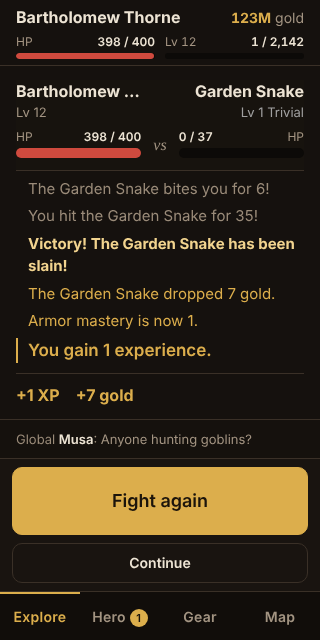 Bartholomew Thorne 123M gold
HP 398 / 400 Lv 12 1 / 2,142
Bartholomew ... Garden Snake
Lv 12 Lv 1 Trivial
HP 398 / 400 vs 0 / 37 HP
The Garden Snake bites you for 6!
You hit the Garden Snake for 35!
Victory! The Garden Snake has been
slain!
The Garden Snake dropped 7 gold.
Armor mastery is now 1.
You gain 1 experience.
+1 XP +7 gold
Global Musa: Anyone hunting goblins?
Fight again
Continue
Explore Hero 1 Gear Map